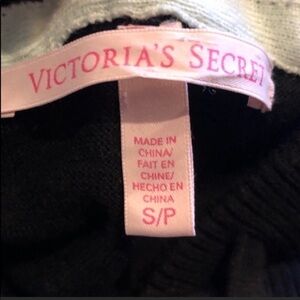 VICTORIA'S SECRET
MADE IN
CHINA/
FAIT EN
CHINE/
HECHO EN
CHINA
S/P